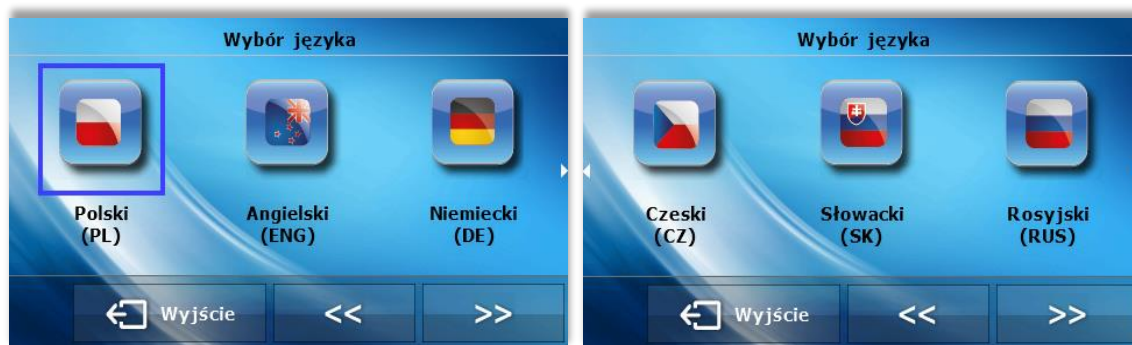 Wybór języka
Polski
(PL)
Angielski
(ENG)
Niemiecki
(DE)
Wyjście
<<
>>
Wybór języka
Czeski
(CZ)
Słowacki
(SK)
Rosyjski
(RUS)
Wyjście
<<
>>